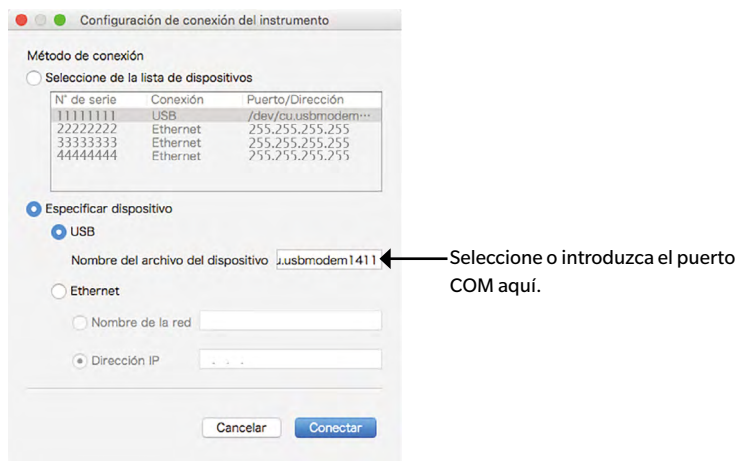 Configuración de conexión del instrumento
Método de conexión
Seleccione de la lista de dispositivos
N° de serie Conexión Puerto/Dirección
11111111 USB /dev/cu.usbmodem···
22222222 Ethernet 255.255.255.255
33333333 Ethernet 255.255.255.255
44444444 Ethernet 255.255.255.255
Especificar dispositivo
USB
Nombre del archivo del dispositivo u.usbmodem1411
Seleccione o introduzca el puerto
COM aquí.
Ethernet
Nombre de la red
Dirección IP . . .
Cancelar Conectar